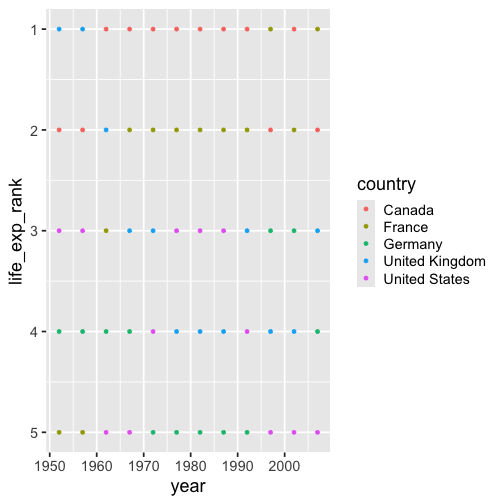 life_exp_rank
1
2
3
4
5
1950 1960 1970 1980 1990 2000
year
country
Canada
France
Germany
United Kingdom
United States